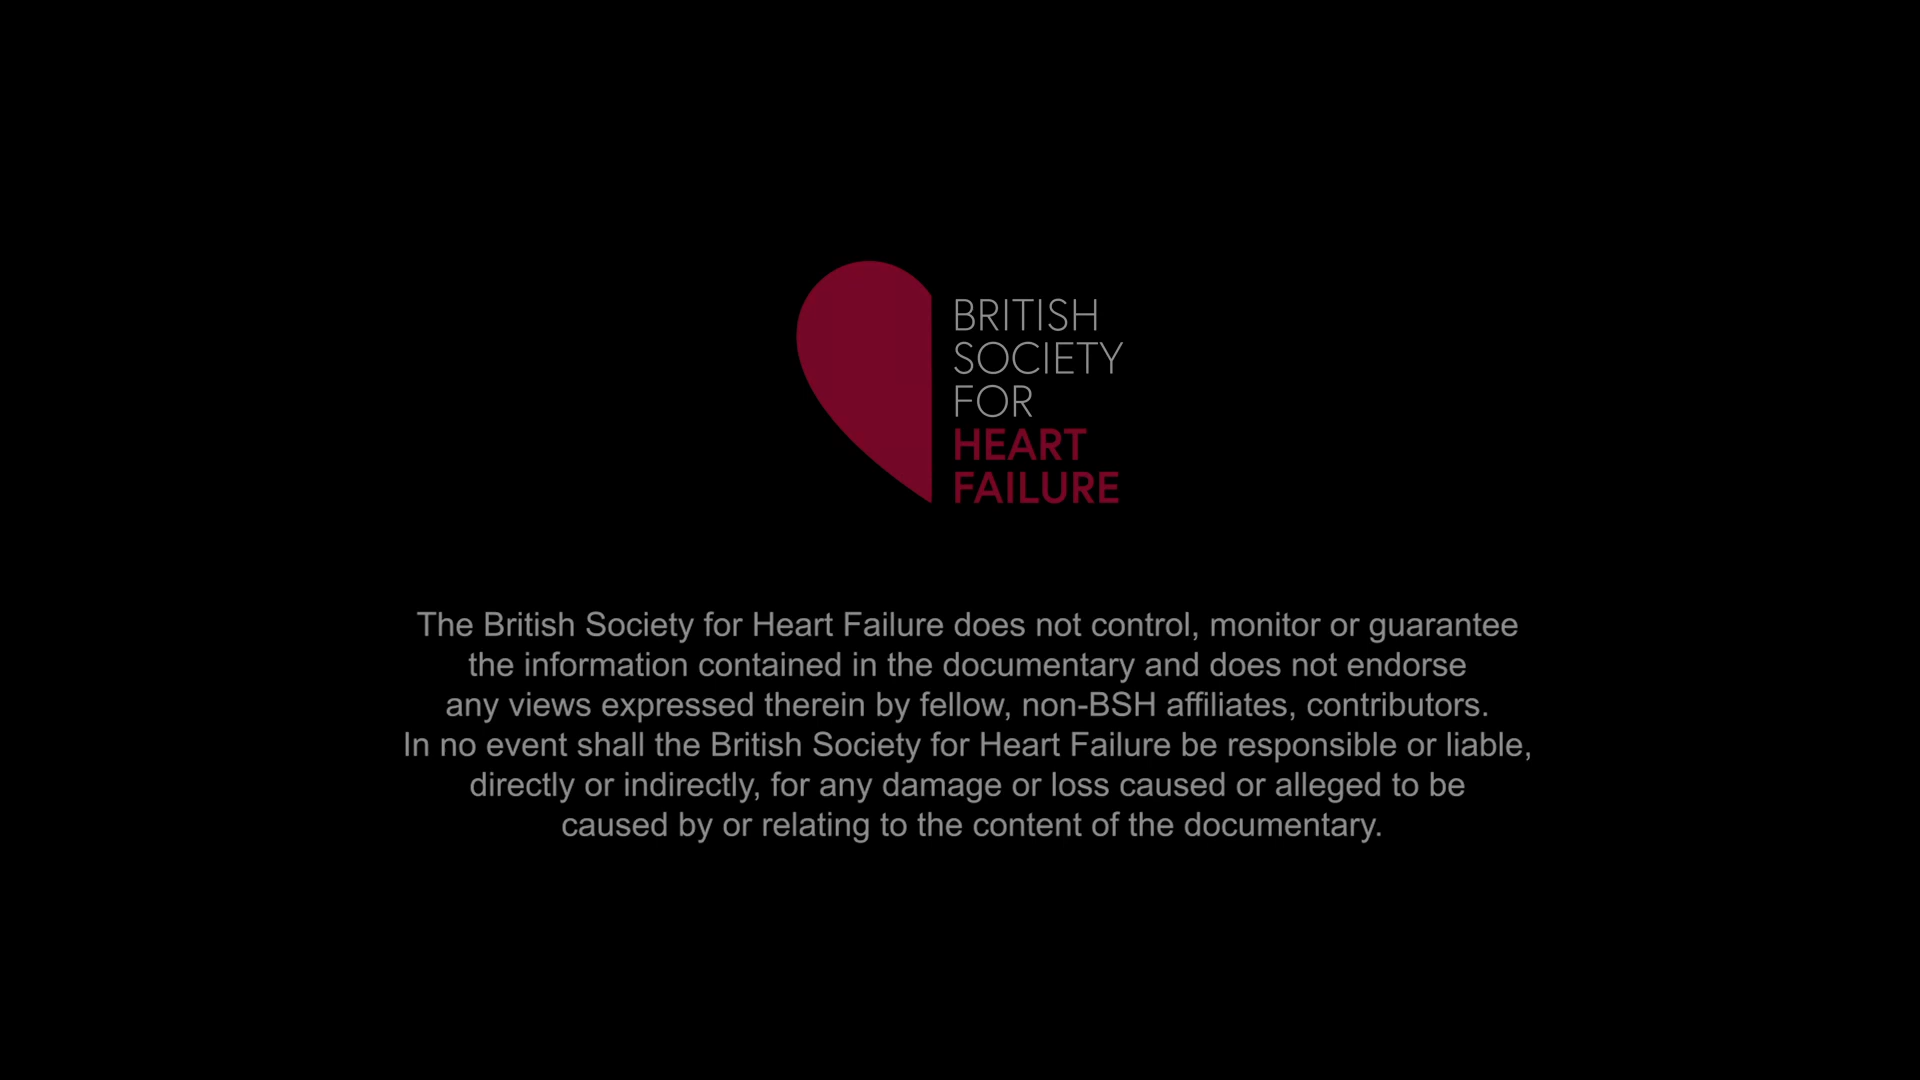 BRITISH
SOCIETY
FOR
HEART
FAILURE
The British Society for Heart Failure does not control, monitor or guarantee
the information contained in the documentary and does not endorse
any views expressed therein by fellow, non-BSH affiliates, contributors.
In no event shall the British Society for Heart Failure be responsible or liable,
directly or indirectly, for any damage or loss caused or alleged to be
caused by or relating to the content of the documentary.